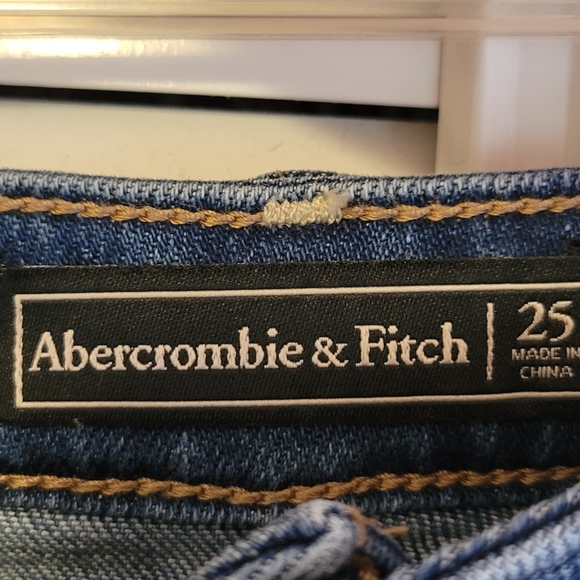 Abercrombie & Fitch
25
MADE IN
CHINA